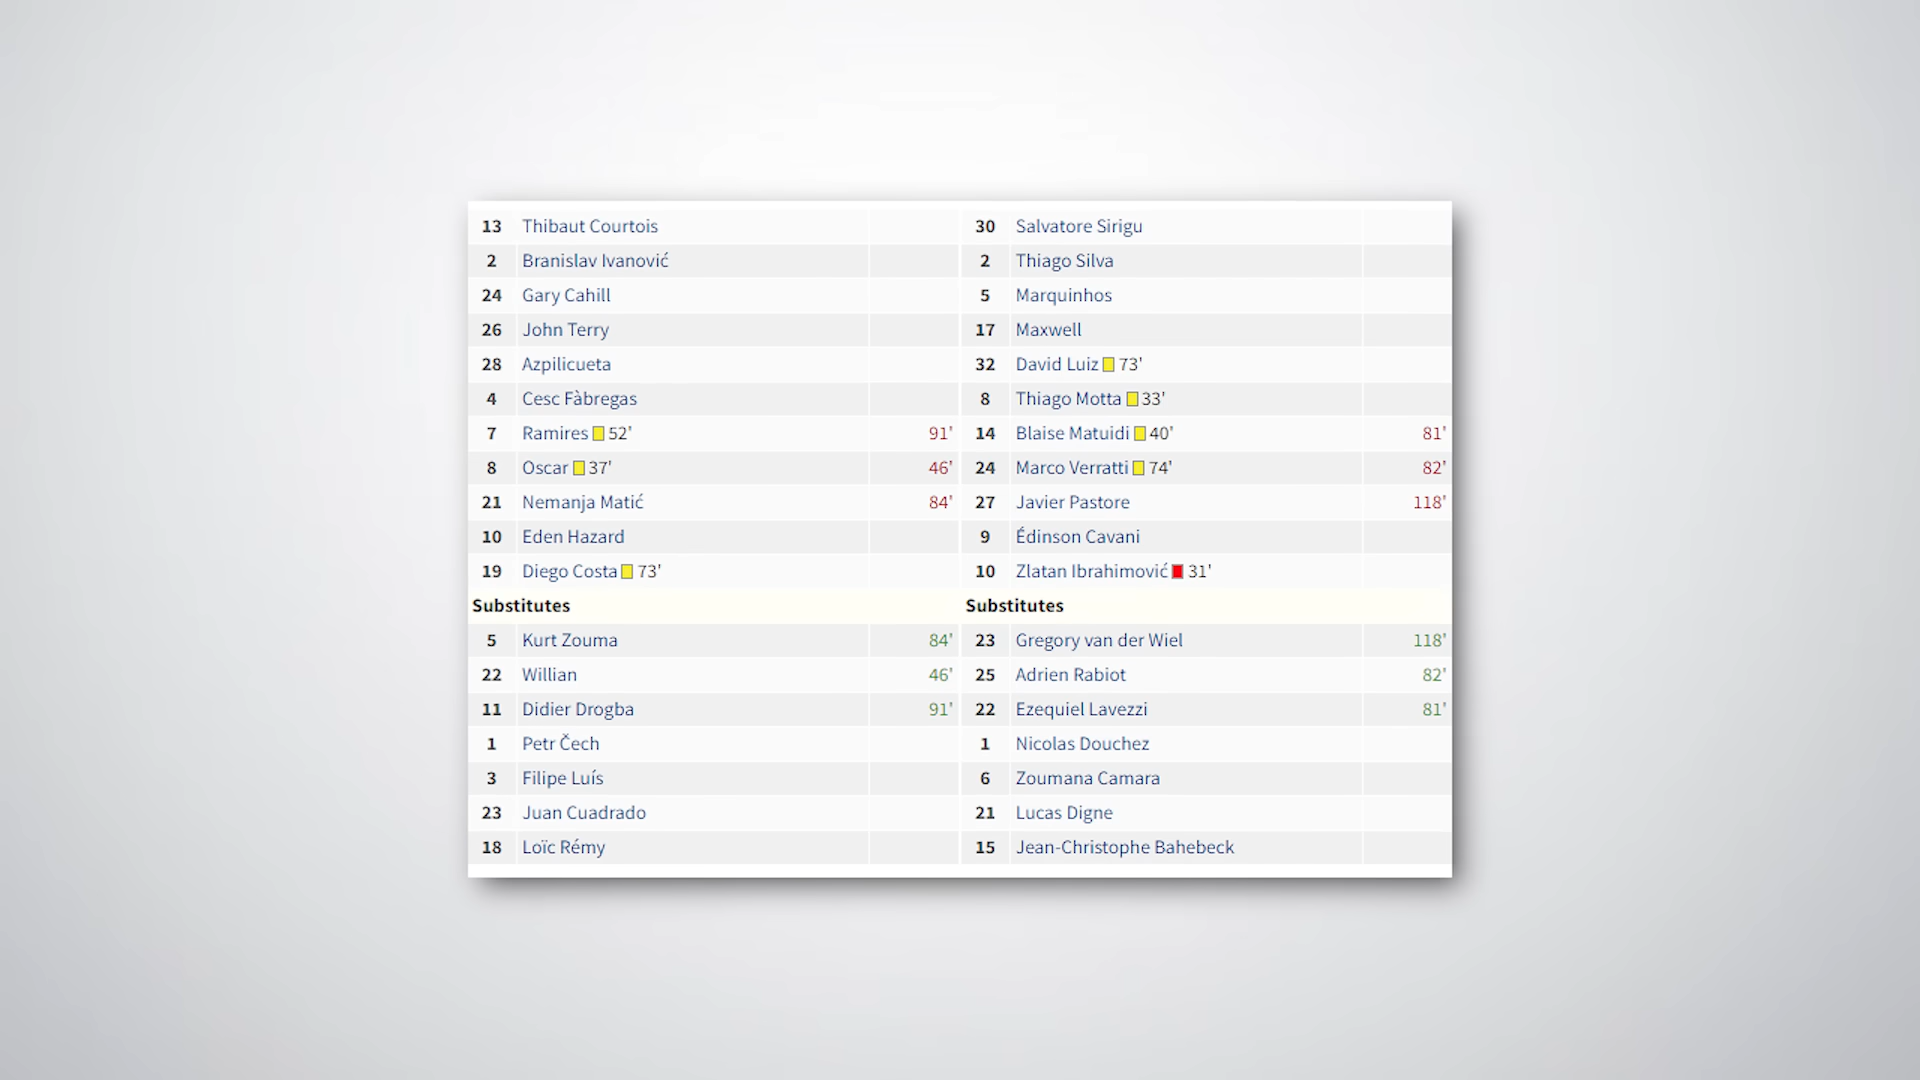 13 Thibaut Courtois 30 Salvatore Sirigu
2 Branislav Ivanović 2 Thiago Silva
24 Gary Cahill 5 Marquinhos
26 John Terry 17 Maxwell
28 Azpilicueta 32 David Luiz 73'
4 Cesc Fàbregas 8 Thiago Motta 33'
7 Ramires 52' 91' 14 Blaise Matuidi 40' 81'
8 Oscar 37' 46' 24 Marco Verratti 74' 82'
21 Nemanja Matić 84' 27 Javier Pastore 118'
10 Eden Hazard 9 Édinson Cavani
19 Diego Costa 73' 10 Zlatan Ibrahimović 31'
Substitutes Substitutes
5 Kurt Zouma 84' 23 Gregory van der Wiel 118'
22 Willian 46' 25 Adrien Rabiot 82'
11 Didier Drogba 91' 22 Ezequiel Lavezzi 81'
1 Petr Čech 1 Nicolas Douchez
3 Filipe Luís 6 Zoumana Camara
23 Juan Cuadrado 21 Lucas Digne
18 Loïc Rémy 15 Jean-Christophe Bahebeck